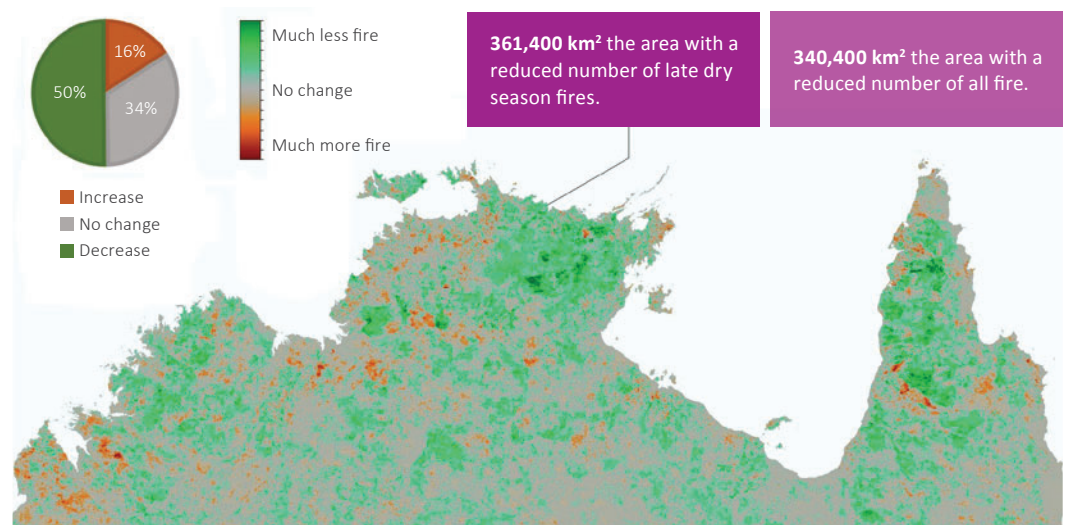 16%
50%
34%
Increase
No change
Decrease
Much less fire
No change
Much more fire
361,400 km² the area with a
reduced number of late dry
season fires.
340,400 km² the area with a
reduced number of all fire.